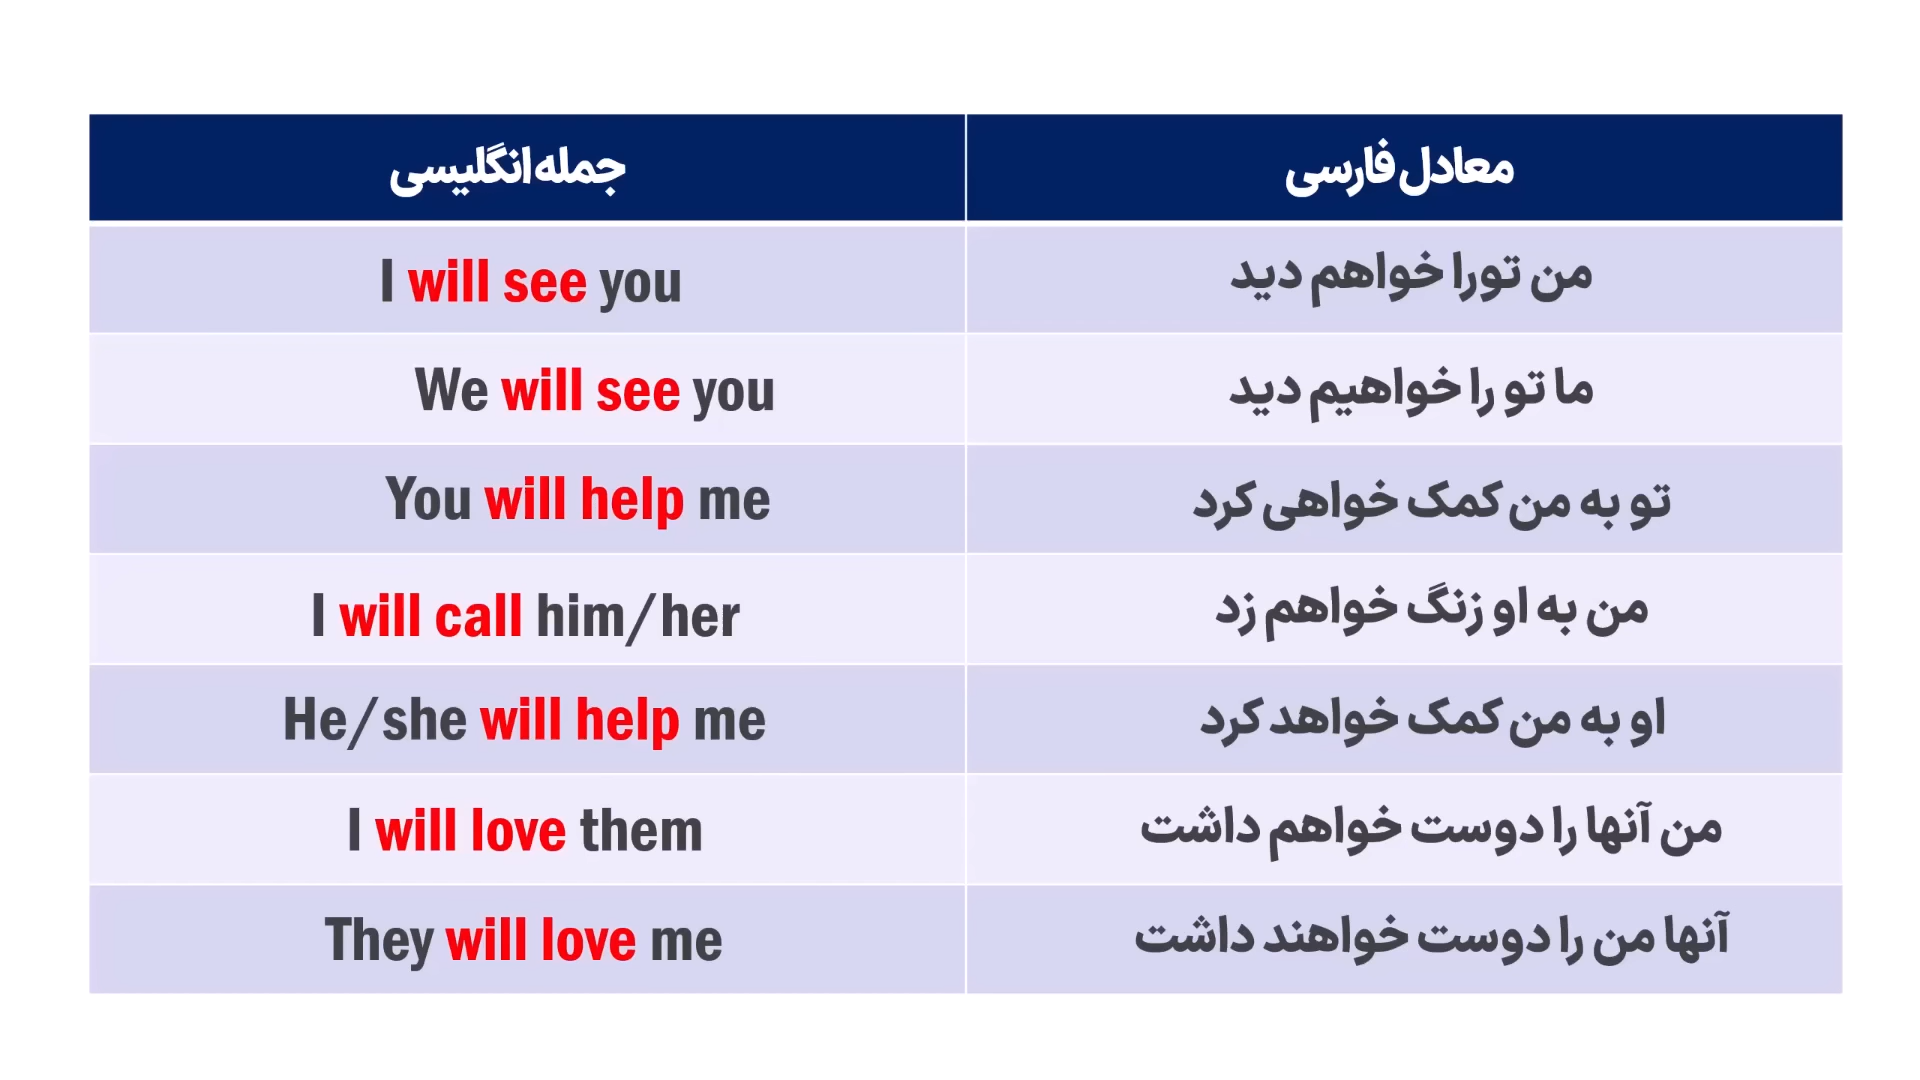 جمله انگلیسی معادل فارسی
I will see you من تورا خواهم دید
We will see you ما تو را خواهیم دید
You will help me تو به من کمک خواهی کرد
I will call him/her من به او زنگ خواهم زد
He/she will help me او به من کمک خواهد کرد
I will love them من آنها را دوست خواهم داشت
They will love me آنها من را دوست خواهند داشت